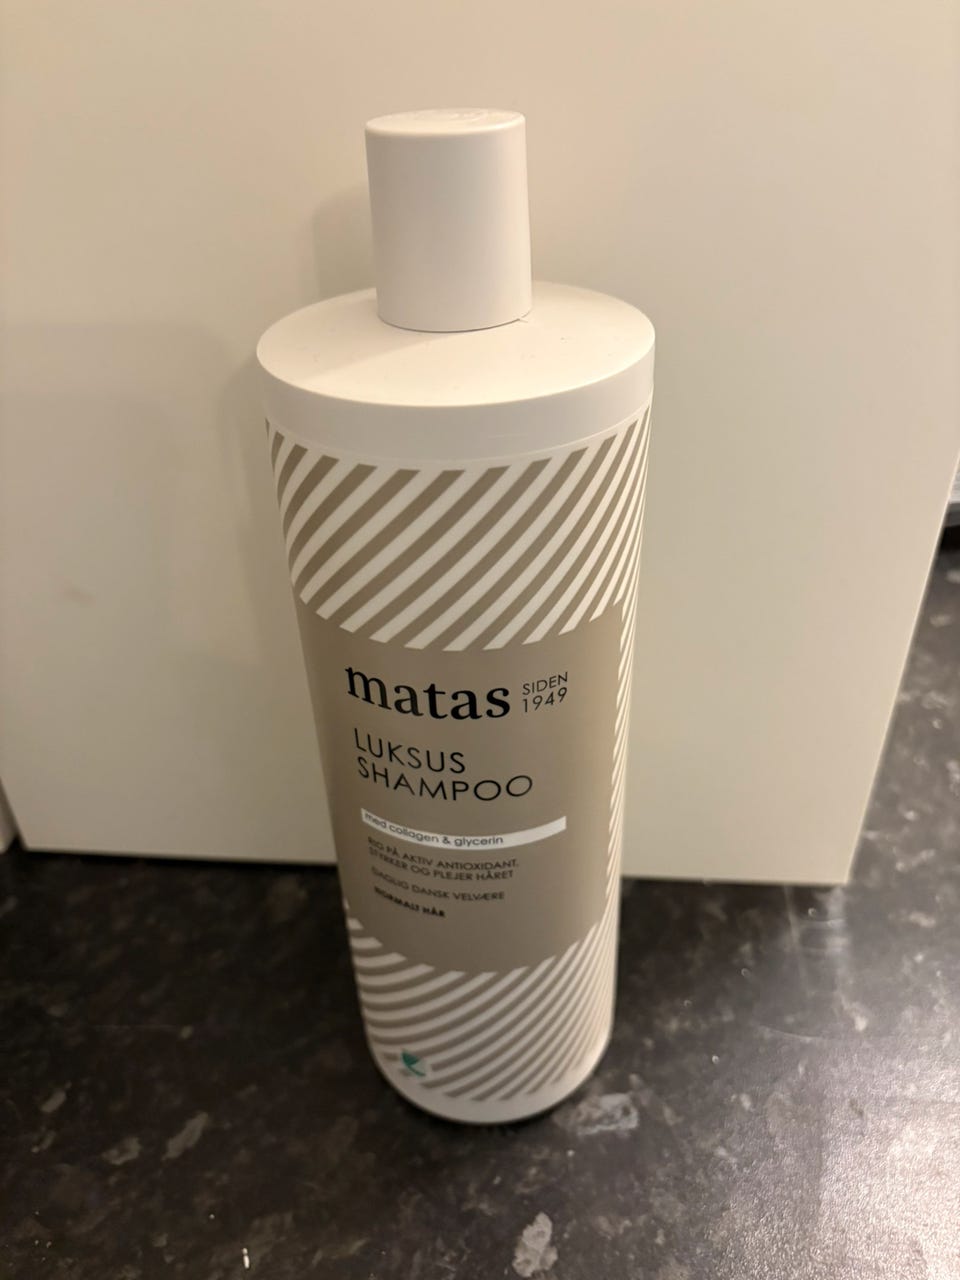 matas SIDEN 1949
LUKSUS
SHAMPOO
med collagen & glycerin
RIG PÅ AKTIV ANTIOXIDANT.
STYRKER OG PLEJER HÅRET
DAGLIG DANSK VELVÆRE
NORMALT HÅR